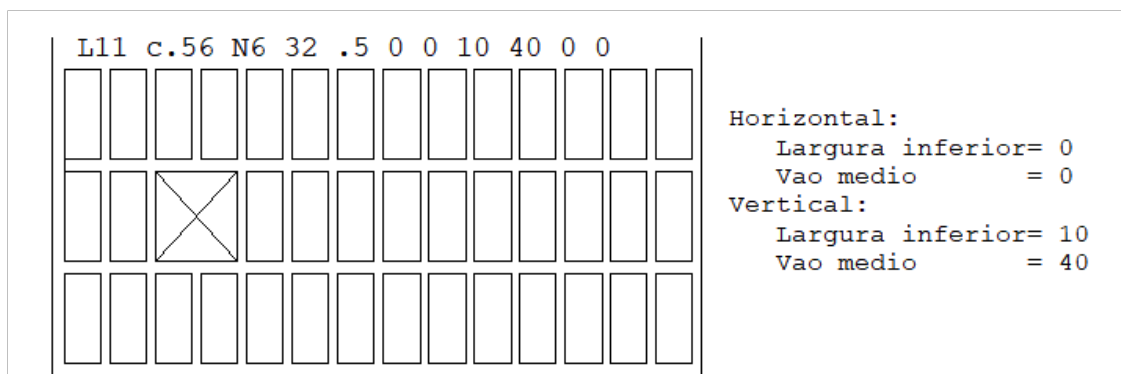 L11 c.56 N6 32 .5 0 0 10 40 0 0
Horizontal:
Largura inferior= 0
Vao medio = 0
Vertical:
Largura inferior= 10
Vao medio = 40